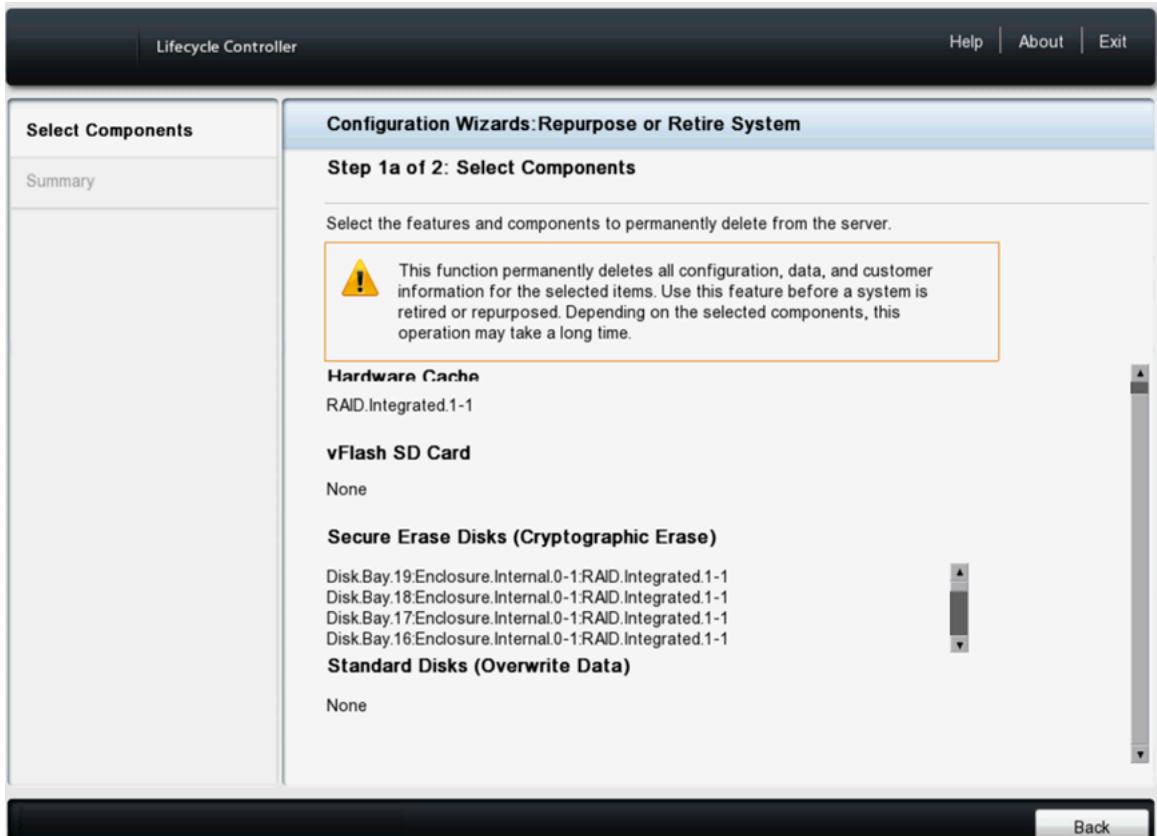 Lifecycle Controller
Help | About | Exit
Select Components
Summary
Configuration Wizards:Repurpose or Retire System
Step 1a of 2: Select Components
Select the features and components to permanently delete from the server.
This function permanently deletes all configuration, data, and customer
information for the selected items. Use this feature before a system is
retired or repurposed. Depending on the selected components, this
operation may take a long time.
Hardware Cache
RAID.Integrated.1-1
vFlash SD Card
None
Secure Erase Disks (Cryptographic Erase)
Disk.Bay.19:Enclosure.Internal.0-1:RAID.Integrated.1-1
Disk.Bay.18:Enclosure.Internal.0-1:RAID.Integrated.1-1
Disk.Bay.17:Enclosure.Internal.0-1:RAID.Integrated.1-1
Disk.Bay.16:Enclosure.Internal.0-1:RAID.Integrated.1-1
Standard Disks (Overwrite Data)
None
Back